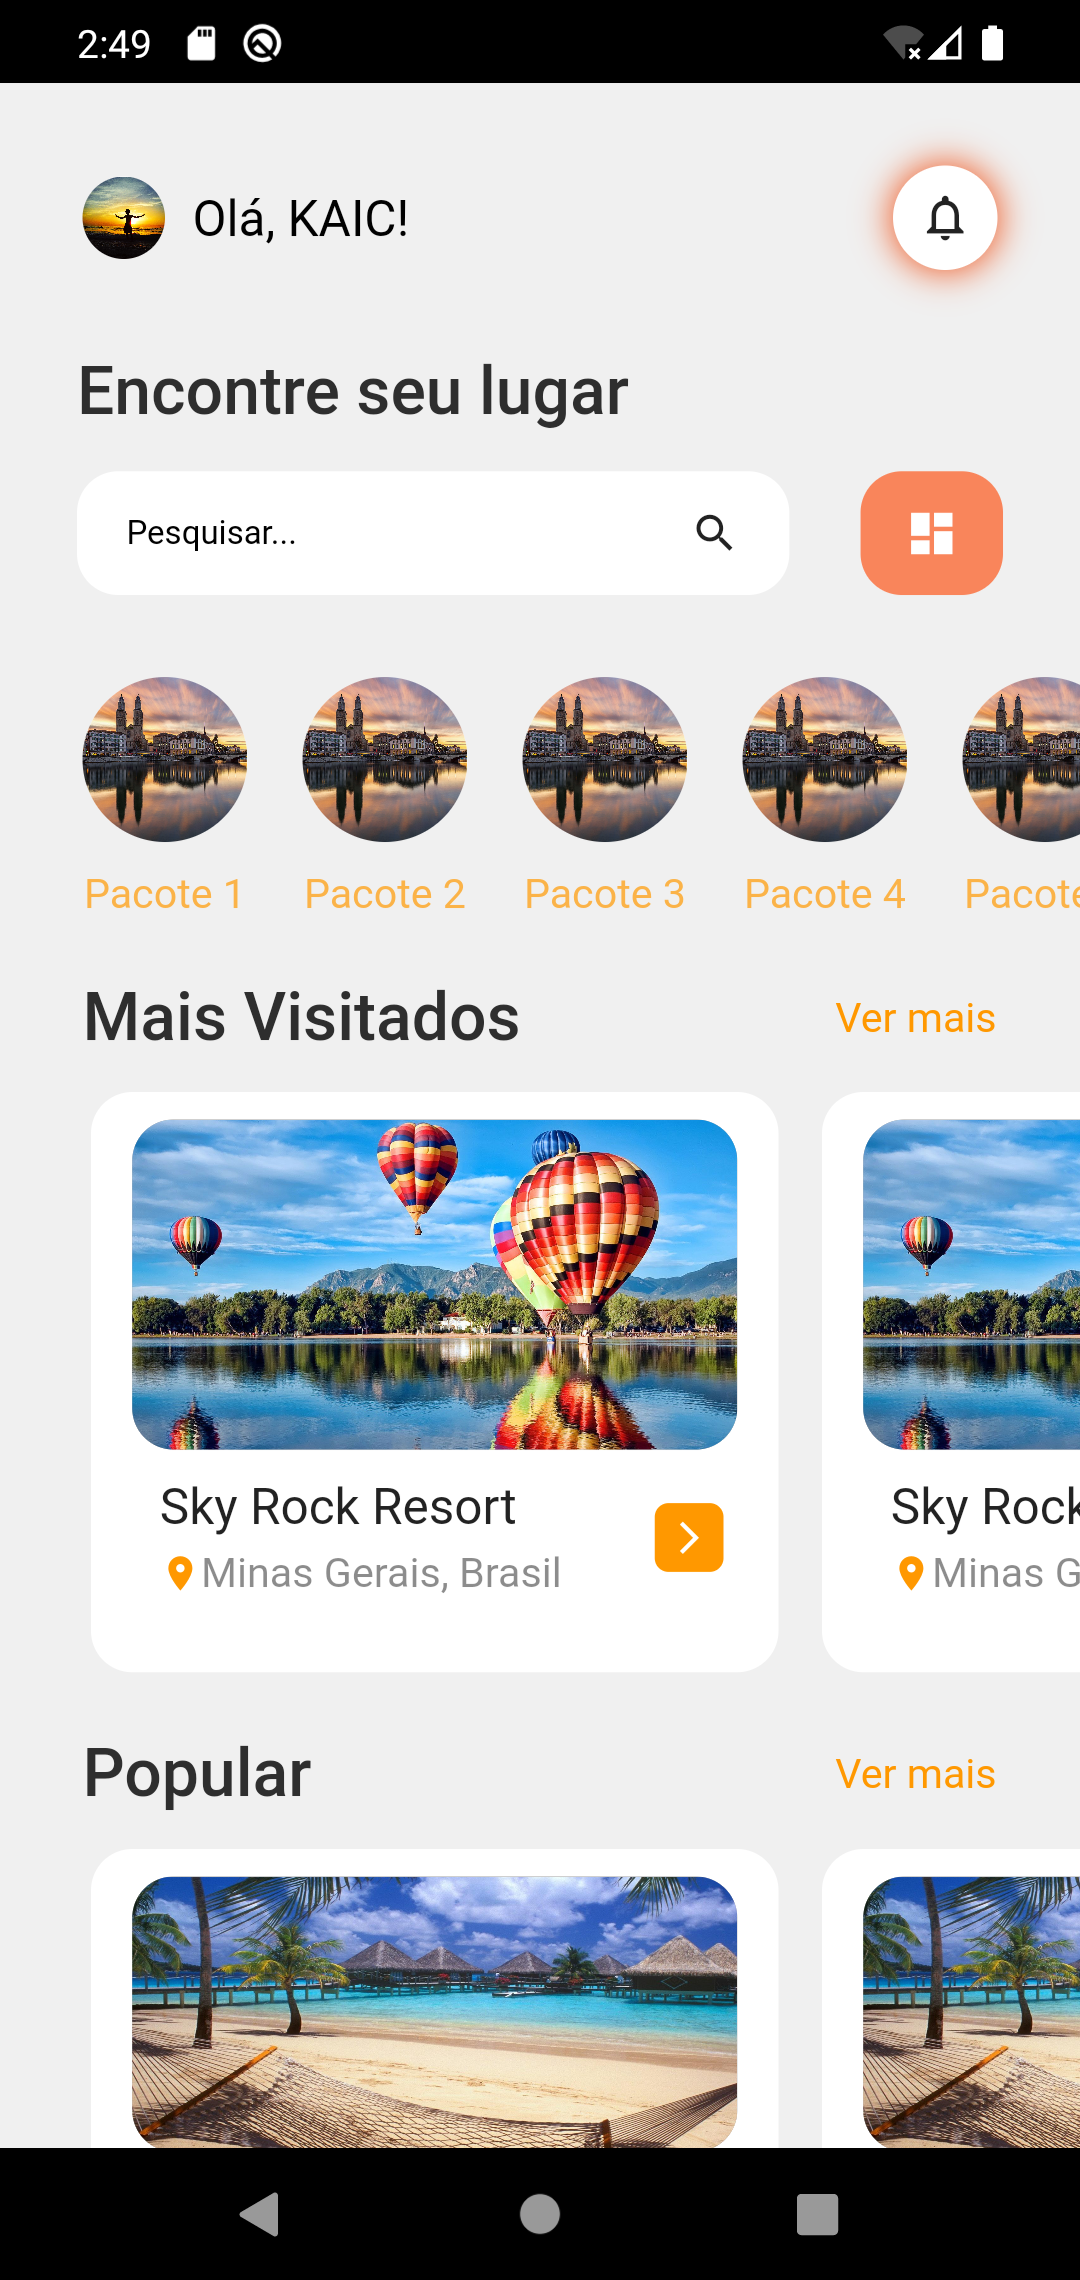 2:49
Olá, KAIC!
Encontre seu lugar
Pesquisar...
Pacote 1 Pacote 2 Pacote 3 Pacote 4 Pacote
Mais Visitados Ver mais
Sky Rock Resort Sky Rock
Minas Gerais, Brasil Minas G
Popular Ver mais